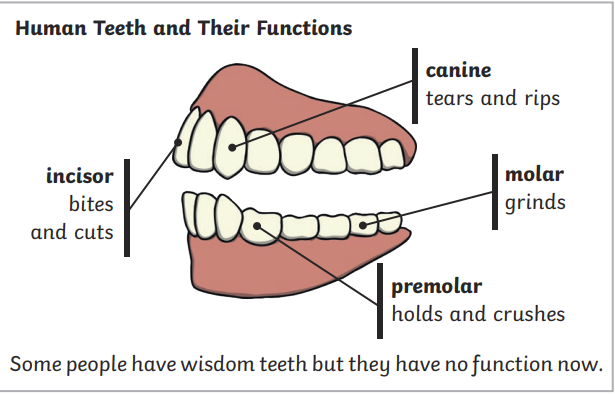 Human Teeth and Their Functions
canine
tears and rips
incisor
bites
and cuts
molar
grinds
premolar
holds and crushes
Some people have wisdom teeth but they have no function now.